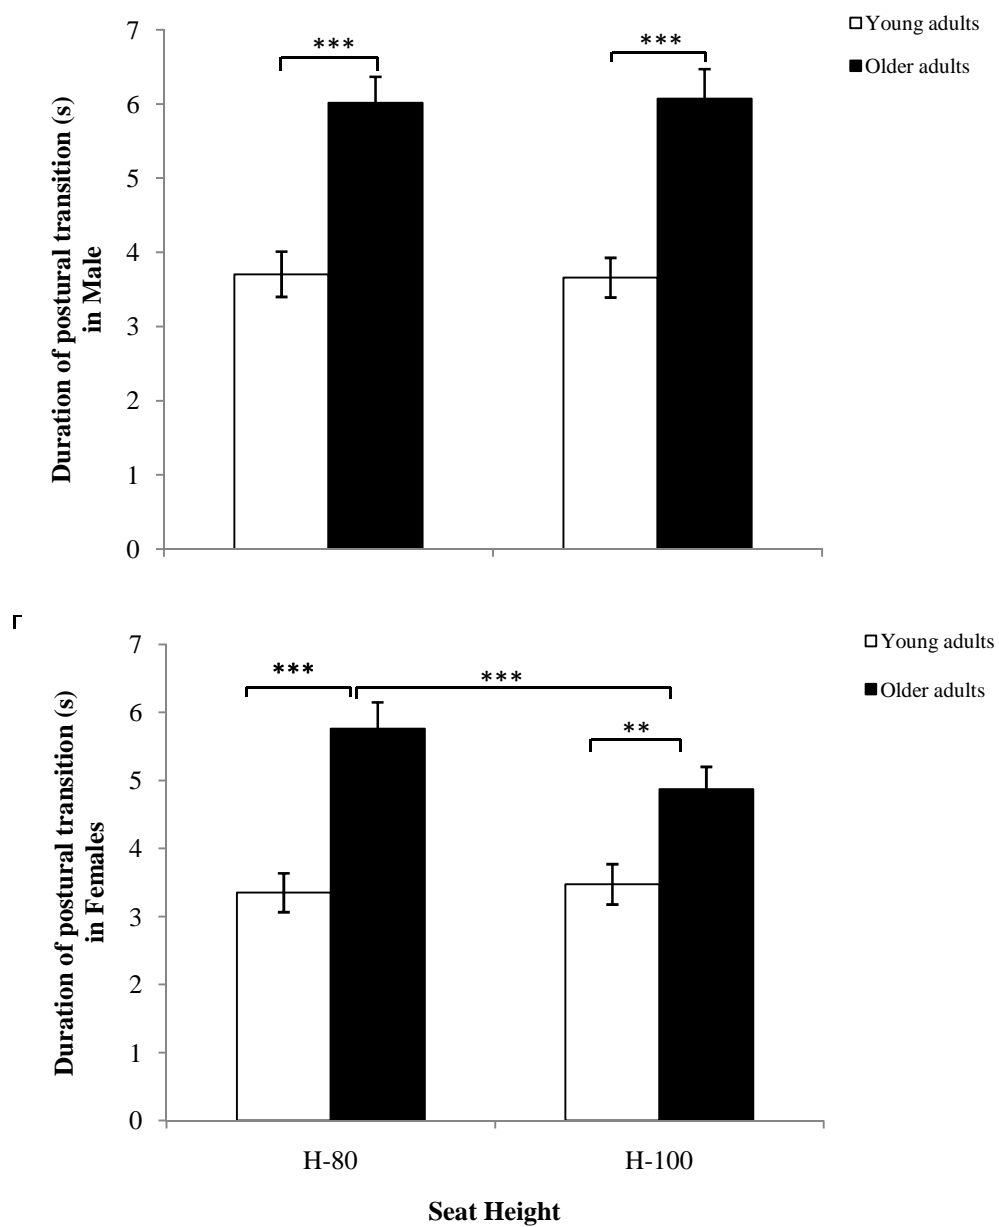 Young adults
Older adults
Duration of postural transition (s)
in Male
7
6
5
4
3
2
1
0
***
***
Young adults
Older adults
Duration of postural transition (s)
in Females
7
6
5
4
3
2
1
0
***
***
**
H-80
H-100
Seat Height